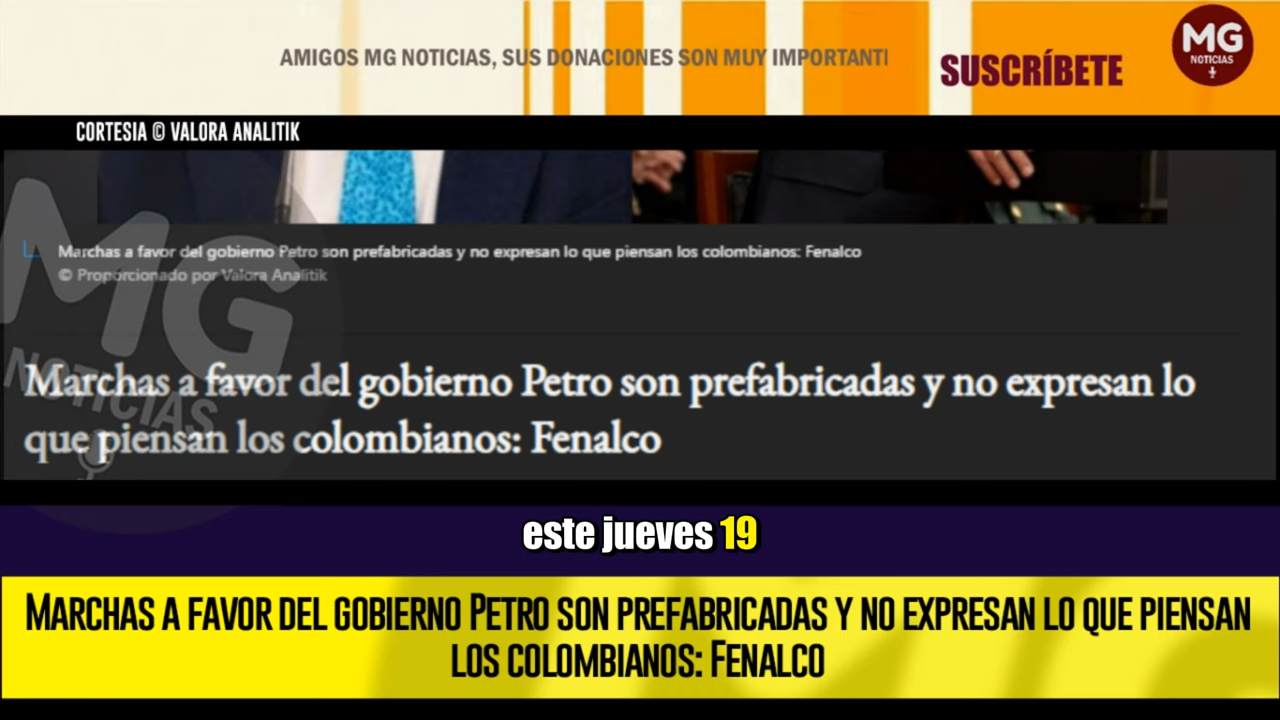 AMIGOS MG NOTICIAS, SUS DONACIONES SON MUY IMPORTANTI
SUSCRÍBETE
MG
NOTICIAS
CORTESIA © VALORA ANALITIK
Marchas a favor del gobierno Petro son prefabricadas y no expresan lo que piensan los colombianos: Fenalco
© Proporcionado por Valora Analitik
MG
NOTICIAS
Marchas a favor del gobierno Petro son prefabricadas y no expresan lo
que piensan los colombianos: Fenalco
este jueves 19
MARCHAS A FAVOR DEL GOBIERNO PETRO SON PREFABRICADAS Y NO EXPRESAN LO QUE PIENSAN
LOS COLOMBIANOS: FENALCO